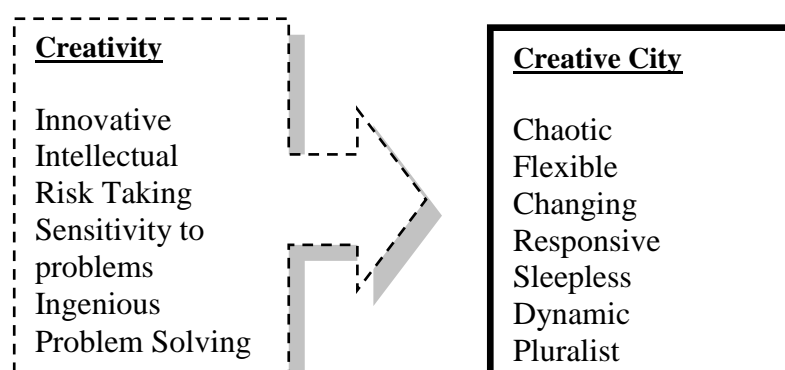 Creativity
Innovative
Intellectual
Risk Taking
Sensitivity to
problems
Ingenious
Problem Solving
Creative City
Chaotic
Flexible
Changing
Responsive
Sleepless
Dynamic
Pluralist